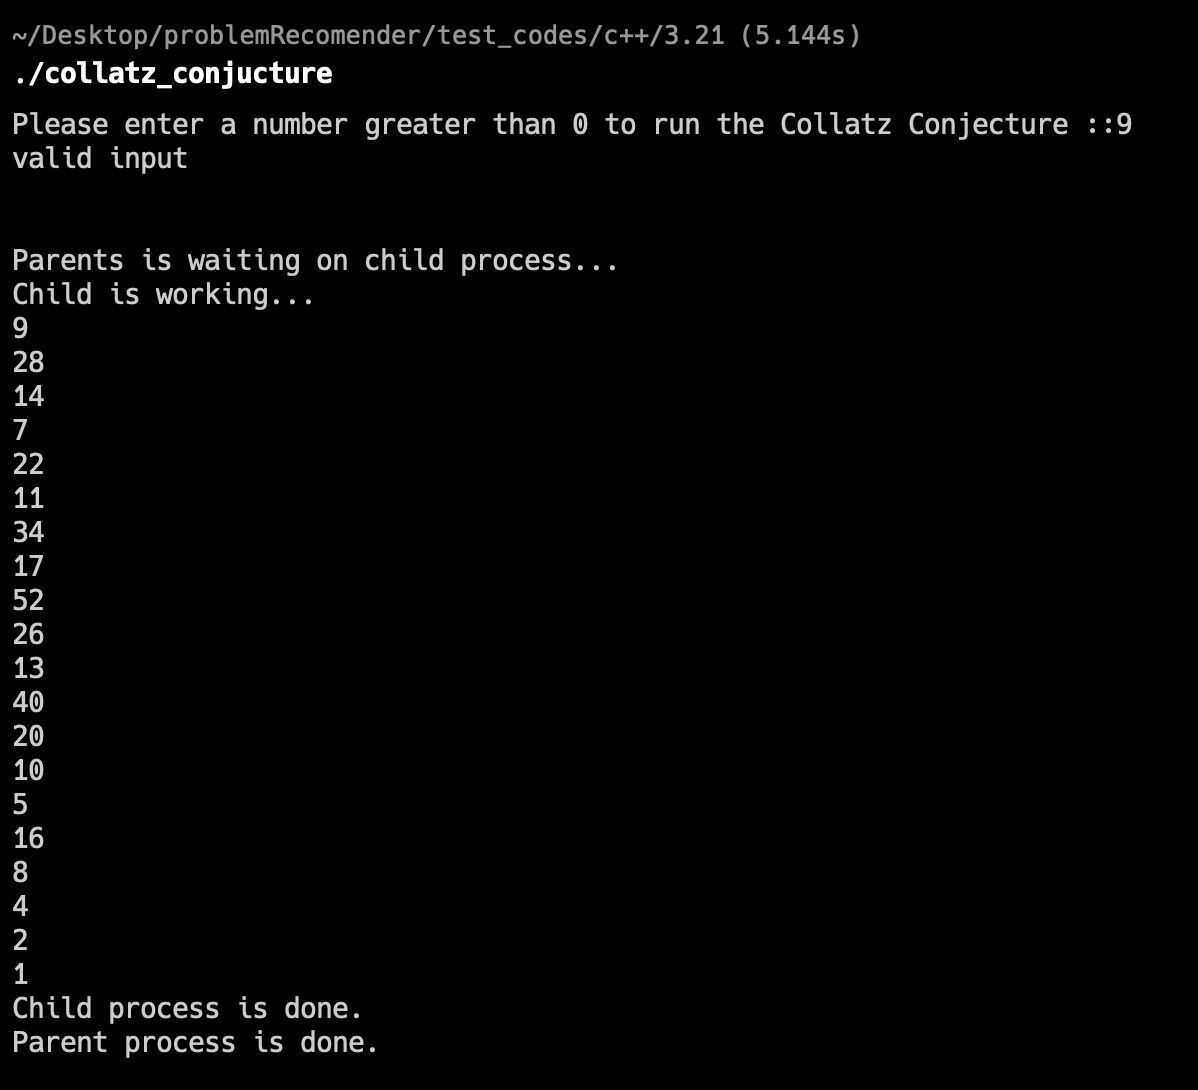 ~/Desktop/problemRecomender/test_codes/c++/3.21 (5.144s)
./collatz_conjucture
Please enter a number greater than 0 to run the Collatz Conjecture ::9
valid input
Parents is waiting on child process...
Child is working...
9
28
14
7
22
11
34
17
52
26
13
40
20
10
5
16
8
4
2
1
Child process is done.
Parent process is done.